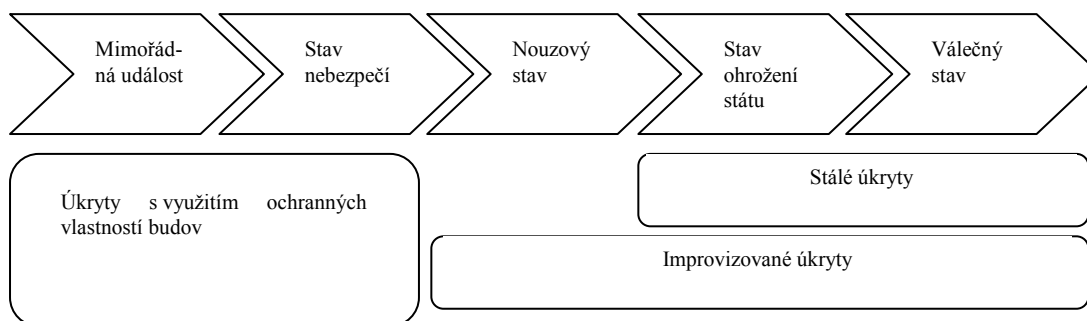 Mimořád-
ná událost
Stav
nebezpečí
Nouzový
stav
Stav
ohrožení
státu
Válečný
stav
Úkryty s využitím ochranných
vlastností budov
Stálé úkryty
Improvizované úkryty